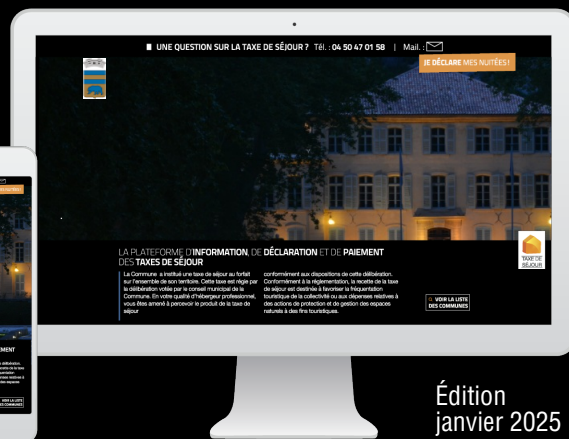 UNE QUESTION SUR LA TAXE DE SÉJOUR ? Tél. : 04 50 47 01 58 | Mail. :
JE DÉCLARE MES NUITÉES !
LA PLATEFORME D'INFORMATION, DE DÉCLARATION ET DE PAIEMENT
DES TAXES DE SÉJOUR
La Commune a institué une taxe de séjour au forfait
sur l'ensemble de son territoire. Cette taxe est régie par
la délibération votée par le conseil municipal de la
Commune. En votre qualité d'hébergeur professionnel,
vous êtes amené à percevoir le produit de la taxe de
séjour
conformément aux dispositions de cette délibération.
Conformément à la réglementation, la recette de la taxe
de séjour est destinée à favoriser la fréquentation
touristique de la collectivité ou aux dépenses relatives à
des actions de protection et de gestion des espaces
naturels à des fins touristiques.
TAXE DE
SÉJOUR
VOIR LA LISTE
DES COMMUNES
Édition
janvier 2025